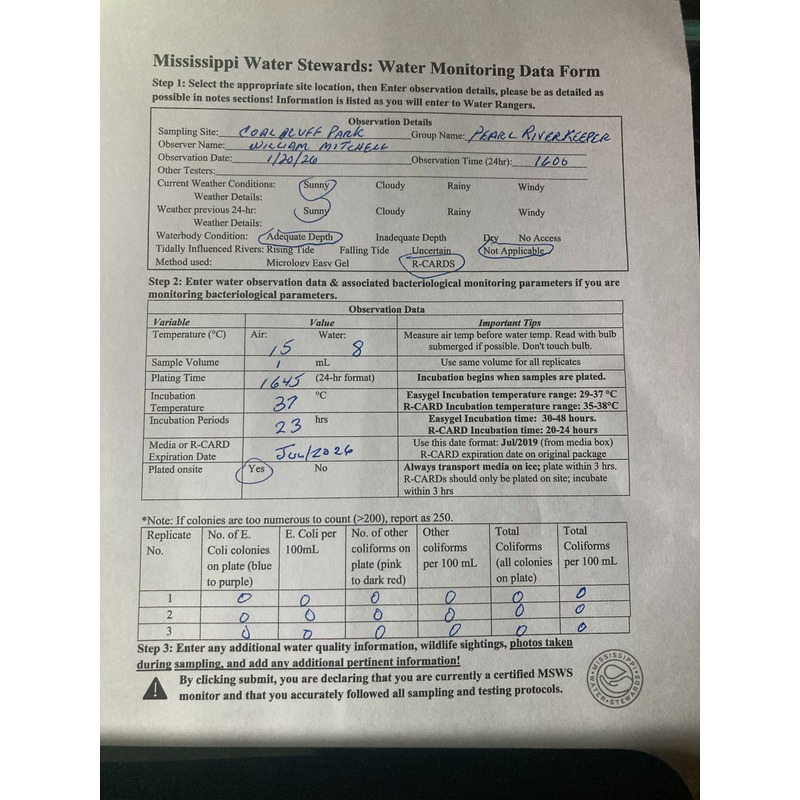 Mississippi Water Stewards: Water Monitoring Data Form
Step 1: Select the appropriate site location, then Enter observation details, please be as detailed as
possible in notes sections! Information is listed as you will enter to Water Rangers.
Observation Details
Sampling Site: COAL BLUFF PARK Group Name: PEARL RIVERKEEPER
Observer Name: WILLIAM MITCHELL
Observation Date: 1/20/26 Observation Time (24hr): 1606
Other Testers:
Current Weather Conditions: Sunny Cloudy Rainy Windy
Weather Details:
Weather previous 24-hr: Sunny Cloudy Rainy Windy
Weather Details:
Waterbody Condition: Adequate Depth Inadequate Depth Dry No Access
Tidally Influenced Rivers: Rising Tide Falling Tide Uncertain Not Applicable
Method used: Micrology Easy Gel R-CARDS
Step 2: Enter water observation data & associated bacteriological monitoring parameters if you are
monitoring bacteriological parameters.
Observation Data
Variable Value Important Tips
Temperature (°C) Air: 15 Water: 8 Measure air temp before water temp. Read with bulb
submerged if possible. Don't touch bulb.
Sample Volume 1 mL Use same volume for all replicates
Plating Time 1645 (24-hr format) Incubation begins when samples are plated.
Incubation Temperature 37 °C Easygel Incubation temperature range: 29-37 °C
R-CARD Incubation temperature range: 35-38°C
Incubation Periods 23 hrs Easygel Incubation time: 30-48 hours.
R-CARD Incubation time: 20-24 hours
Media or R-CARD Expiration Date Jul/2026 Use this date format: Jul/2019 (from media box)
R-CARD expiration date on original package
Plated onsite Yes No Always transport media on ice; plate within 3 hrs.
R-CARDs should only be plated on site; incubate
within 3 hrs
*Note: If colonies are too numerous to count (>200), report as 250.
Replicate No. No. of E. Coli colonies on plate (blue to purple) E. Coli per 100mL No. of other coliforms on plate (pink to dark red) Other coliforms per 100 mL Total Coliforms (all colonies on plate) Total Coliforms per 100 mL
1 0 0 0 0 0 0
2 0 0 0 0 0 0
3 0 0 0 0 0 0
Step 3: Enter any additional water quality information, wildlife sightings, photos taken
during sampling, and add any additional pertinent information!
By clicking submit, you are declaring that you are currently a certified MSWS
monitor and that you accurately followed all sampling and testing protocols.
MISSISSIPPI WATER STEWARDS